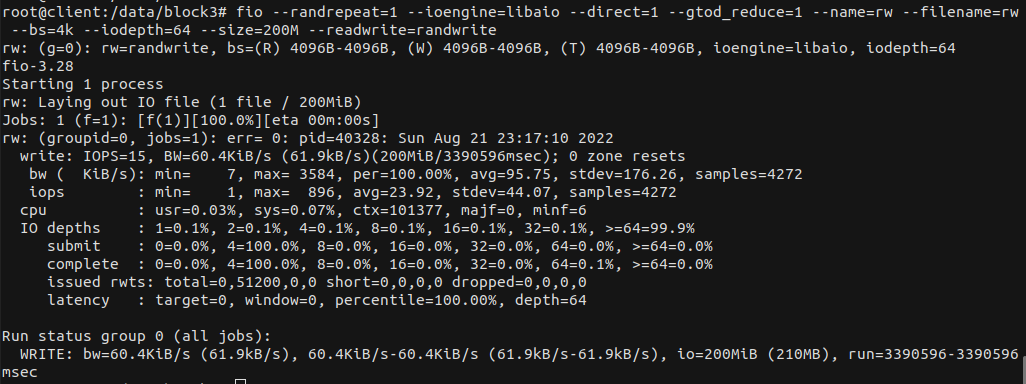 root@client:/data/block3# fio --randrepeat=1 --ioengine=libaio --direct=1 --gtod_reduce=1 --name=rw --filename=rw
 --bs=4k --iodepth=64 --size=200M --readwrite=randwrite
rw: (g=0): rw=randwrite, bs=(R) 4096B-4096B, (W) 4096B-4096B, (T) 4096B-4096B, ioengine=libaio, iodepth=64
fio-3.28
Starting 1 process
rw: Laying out IO file (1 file / 200MiB)
Jobs: 1 (f=1): [f(1)][100.0%][eta 00m:00s]
rw: (groupid=0, jobs=1): err= 0: pid=40328: Sun Aug 21 23:17:10 2022
  write: IOPS=15, BW=60.4KiB/s (61.9kB/s)(200MiB/3390596msec); 0 zone resets
   bw (  KiB/s): min=    7, max= 3584, per=100.00%, avg=95.75, stdev=176.26, samples=4272
   iops        : min=    1, max=  896, avg=23.92, stdev=44.07, samples=4272
  cpu          : usr=0.03%, sys=0.07%, ctx=101377, majf=0, minf=6
  IO depths    : 1=0.1%, 2=0.1%, 4=0.1%, 8=0.1%, 16=0.1%, 32=0.1%, >=64=99.9%
     submit    : 0=0.0%, 4=100.0%, 8=0.0%, 16=0.0%, 32=0.0%, 64=0.0%, >=64=0.0%
     complete  : 0=0.0%, 4=100.0%, 8=0.0%, 16=0.0%, 32=0.0%, 64=0.1%, >=64=0.0%
     issued rwts: total=0,51200,0,0 short=0,0,0,0 dropped=0,0,0,0
     latency   : target=0, window=0, percentile=100.00%, depth=64

Run status group 0 (all jobs):
  WRITE: bw=60.4KiB/s (61.9kB/s), 60.4KiB/s-60.4KiB/s (61.9kB/s-61.9kB/s), io=200MiB (210MB), run=3390596-3390596
msec